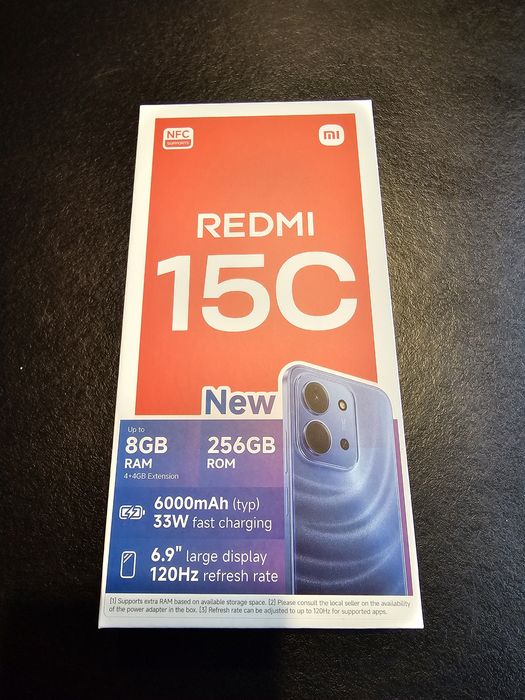 NFC
SUPPORTS
mi
REDMI
15C
New
Up to
8GB
RAM
4+4GB Extension
256GB
ROM
6000mAh (typ)
33W fast charging
6.9" large display
120Hz refresh rate
[1] Supports extra RAM based on available storage space. [2] Please consult the local seller on the availability
of the power adapter in the box. [3] Refresh rate can be adjusted to up to 120Hz for supported apps.